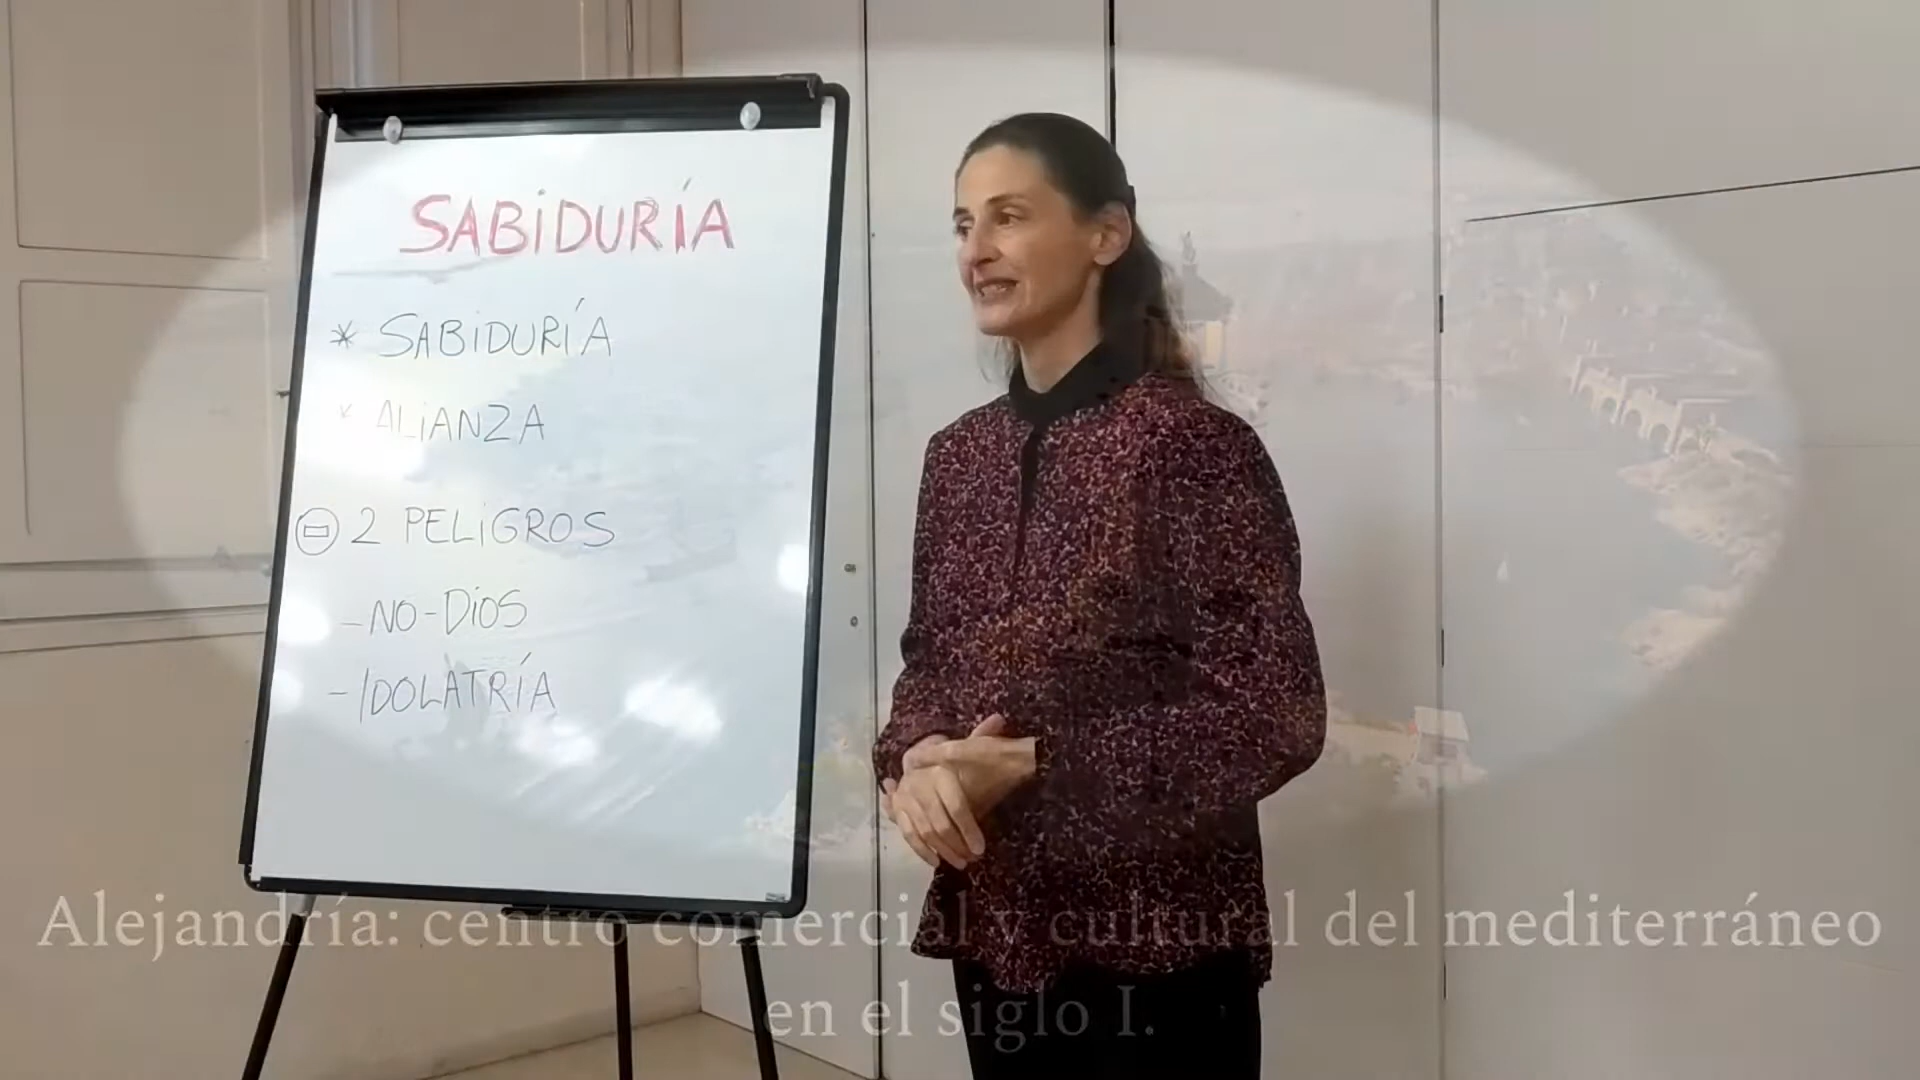 SABIDURÍA
* SABIDURÍA
* ALIANZA
⊖ 2 PELIGROS
- NO-DIOS
- IDOLATRÍA
Alejandría: centro comercial y cultural del mediterráneo
en el siglo I.